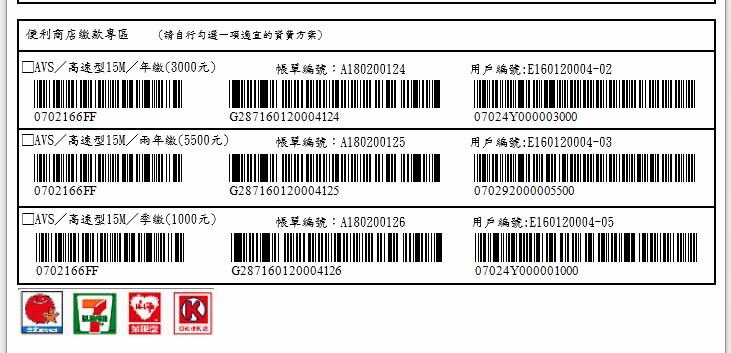 便利商店繳款專區 (請自行勾選一項適宜的資費方案)
□AVS／高速型15M／年繳(3000元) 帳單編號：A180200124 用戶編號:E160120004-02
0702166FF G287160120004124 07024Y000003000
□AVS／高速型15M／兩年繳(5500元) 帳單編號：A180200125 用戶編號:E160120004-03
0702166FF G287160120004125 070292000005500
□AVS／高速型15M／季繳(1000元) 帳單編號：A180200126 用戶編號:E160120004-05
0702166FF G287160120004126 07024Y000001000
7 ELEVEN K OK